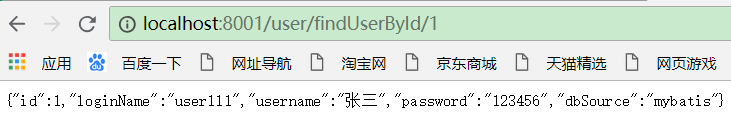 localhost:8001/user/findUserById/1
应用 百度一下 网址导航 淘宝网 京东商城 天猫精选 网页游戏
{"id":1,"loginName":"user111","username":"张三","password":"123456","dbSource":"mybatis"}